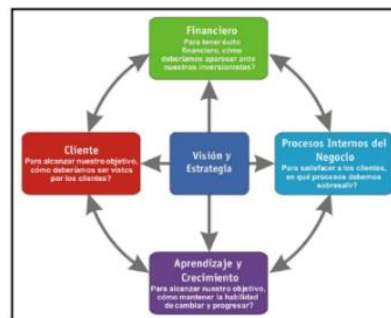 Financiero
Para tener éxito
financiero, cómo
deberíamos aparecer ante
nuestros inversionistas?
Cliente
Para alcanzar nuestro objetivo,
cómo deberíamos ser vistos
por los clientes?
Visión y
Estrategia
Procesos Internos del
Negocio
Para satisfacer a los clientes,
en qué procesos debemos
sobresalir?
Aprendizaje y
Crecimiento
Para alcanzar nuestro objetivo,
cómo mantener la habilidad
de cambiar y progresar?